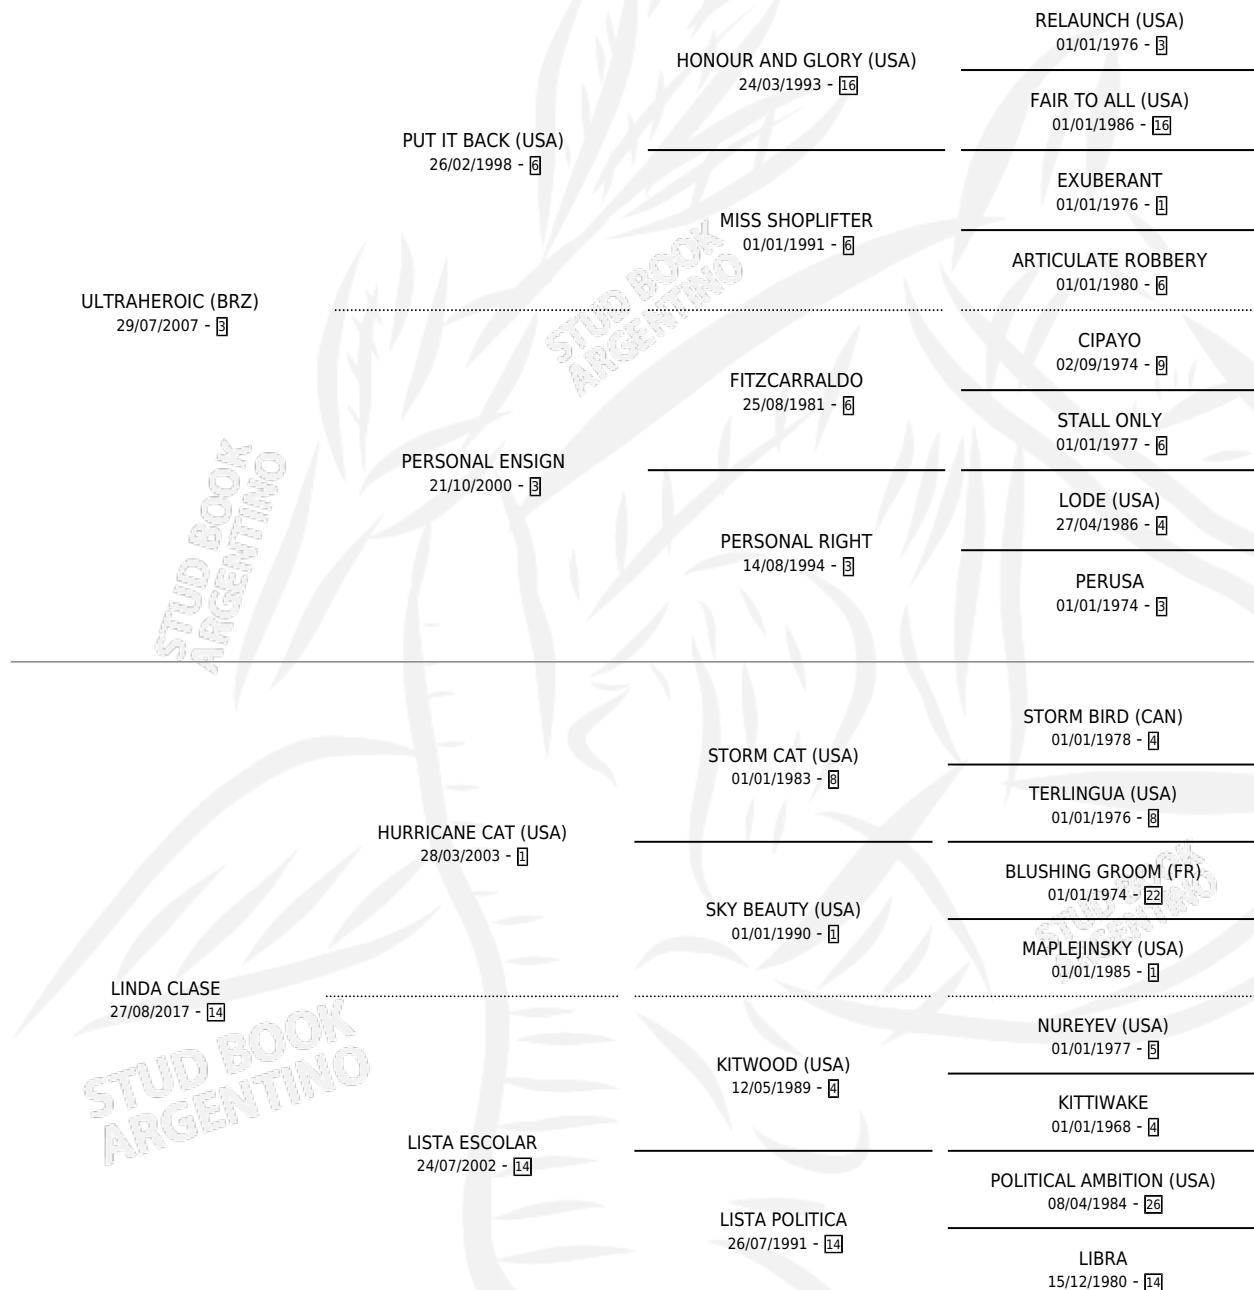 RELAUNCH (USA)
01/01/1976 - 3
HONOUR AND GLORY (USA)
24/03/1993 - 16
FAIR TO ALL (USA)
01/01/1986 - 16
PUT IT BACK (USA)
26/02/1998 - 6
EXUBERANT
01/01/1976 - 1
MISS SHOPLIFTER
01/01/1991 - 6
ARTICULATE ROBBERY
01/01/1980 - 6
ULTRAHEROIC (BRZ)
29/07/2007 - 3
CIPAYO
02/09/1974 - 9
FITZCARRALDO
25/08/1981 - 6
STALL ONLY
01/01/1977 - 6
PERSONAL ENSIGN
21/10/2000 - 3
LODE (USA)
27/04/1986 - 4
PERSONAL RIGHT
14/08/1994 - 3
PERUSA
01/01/1974 - 3
STUD BOOK
ARGENTINO
STUD BOOK
ARGENTINO
STORM BIRD (CAN)
01/01/1978 - 4
STORM CAT (USA)
01/01/1983 - 8
TERLINGUA (USA)
01/01/1976 - 8
HURRICANE CAT (USA)
28/03/2003 - 1
BLUSHING GROOM (FR)
01/01/1974 - 22
SKY BEAUTY (USA)
01/01/1990 - 1
MAPLEJINSKY (USA)
01/01/1985 - 1
LINDA CLASE
27/08/2017 - 14
NUREYEV (USA)
01/01/1977 - 5
KITWOOD (USA)
12/05/1989 - 4
KITTIWAKE
01/01/1968 - 4
LISTA ESCOLAR
24/07/2002 - 14
POLITICAL AMBITION (USA)
08/04/1984 - 26
LISTA POLITICA
26/07/1991 - 14
LIBRA
15/12/1980 - 14
STUD BOOK
ARGENTINO
STUD BOOK
ARGENTINO